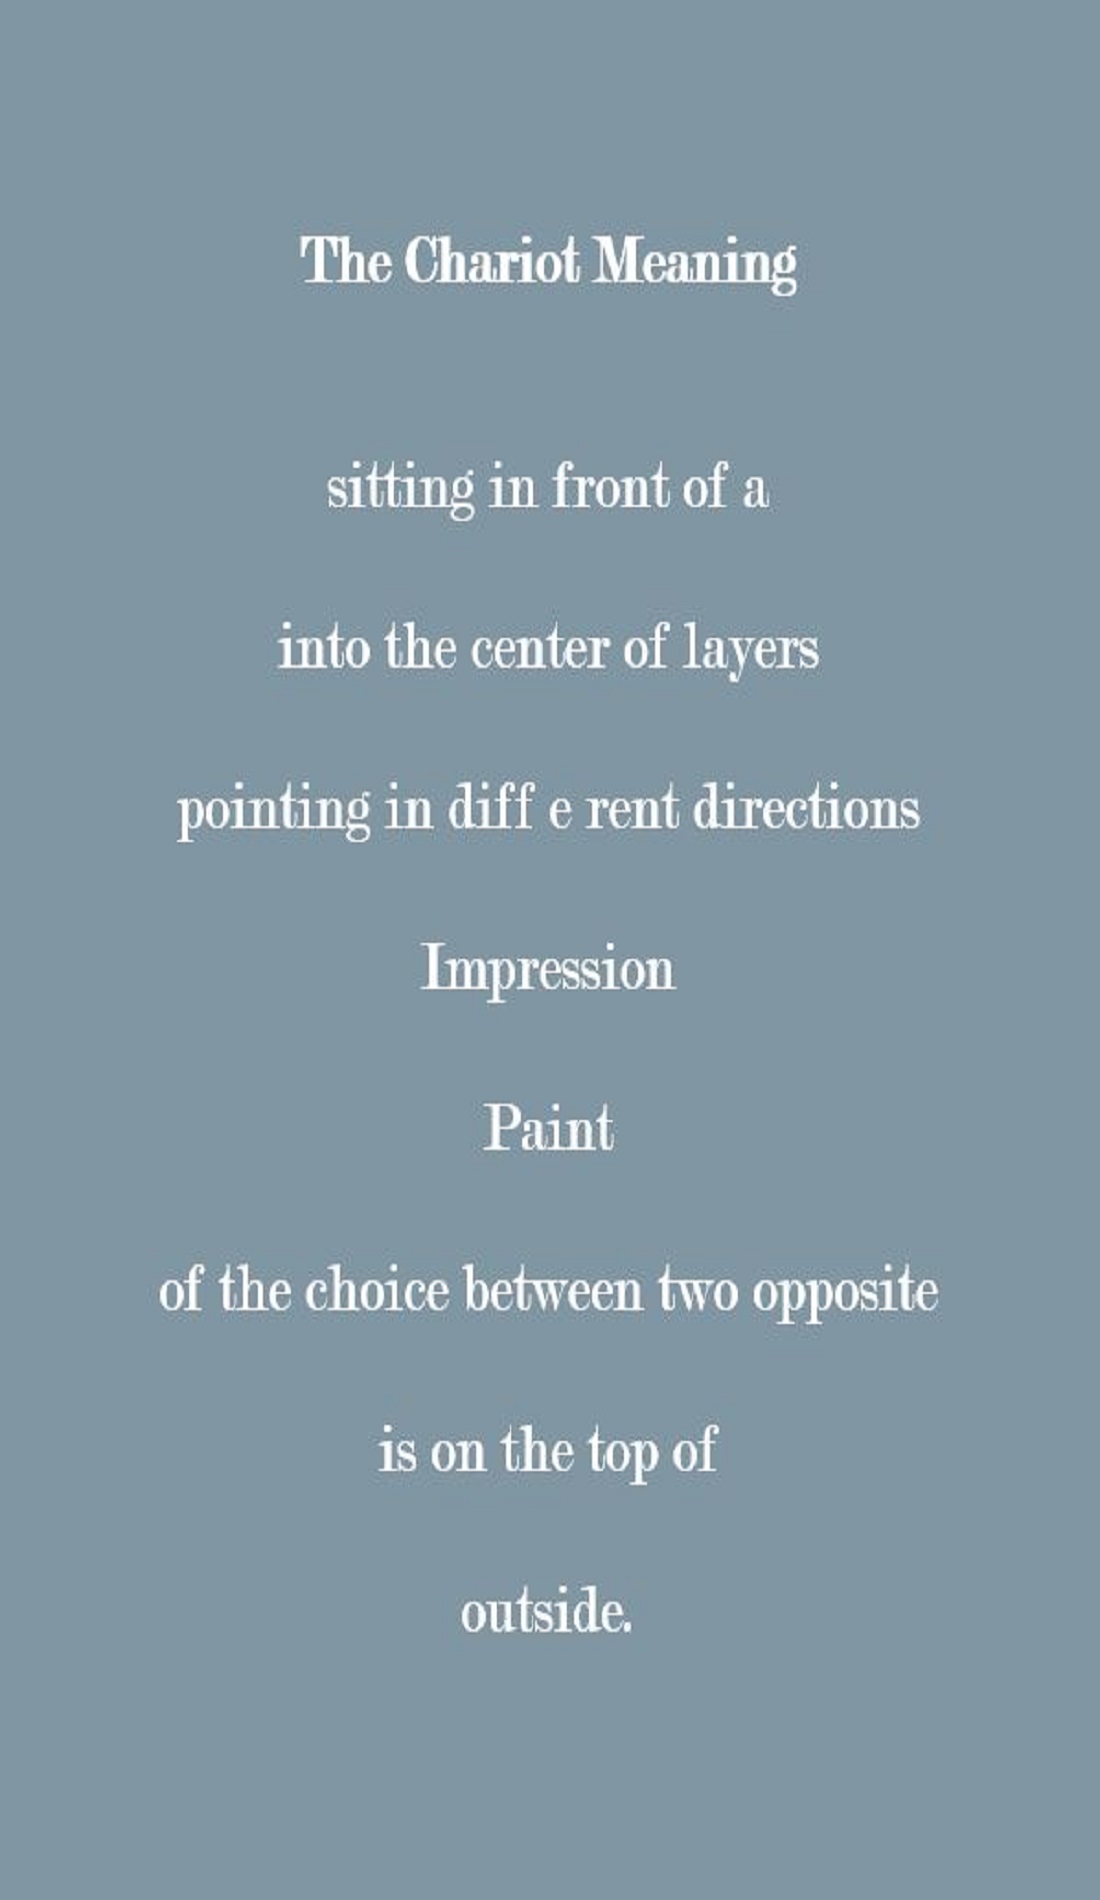 The Chariot Meaning
sitting in front of a
into the center of layers
pointing in diff e rent directions
Impression
Paint
of the choice between two opposite
is on the top of
outside.